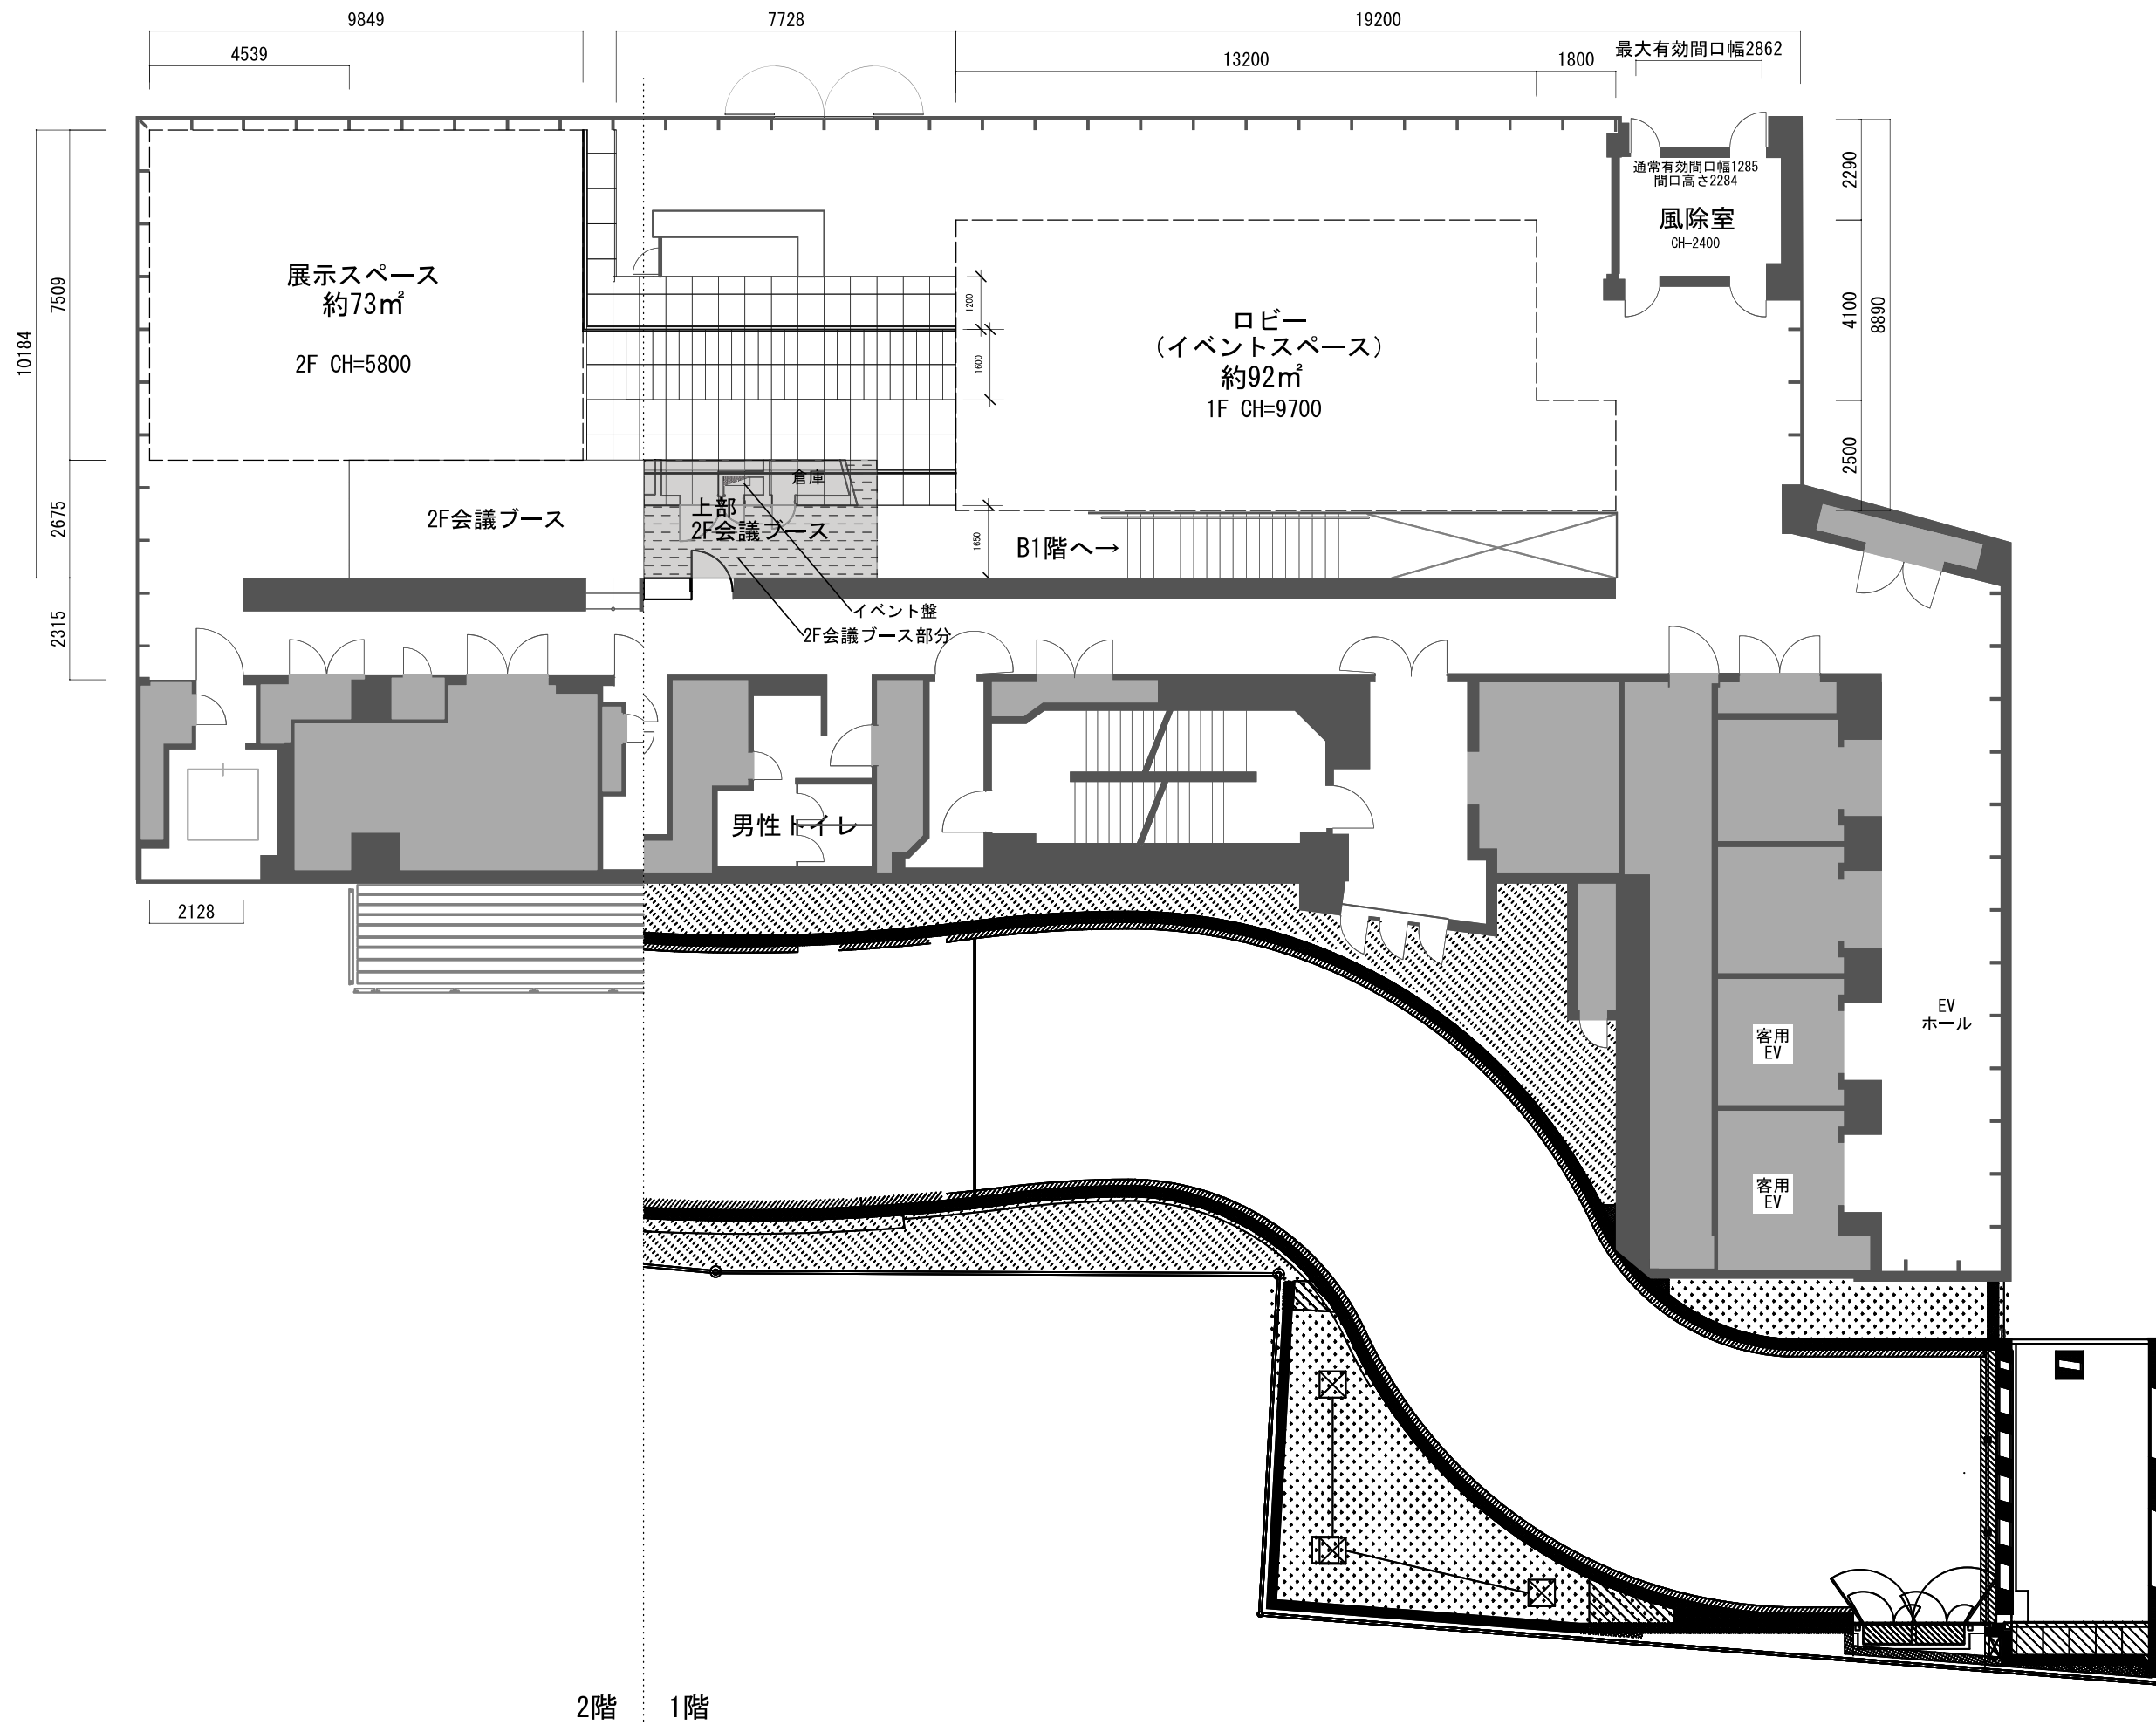 9849
7728
19200
4539
13200
1800
最大有効間口幅2862
通常有効間口幅1285
間口高さ2284
風除室
CH-2400
2290
4100
8890
2500
10184
7509
2675
2315
展示スペース
約73㎡
2F CH=5800
1200
1600
1650
ロビー
(イベントスペース)
約92㎡
1F CH=9700
倉庫
上部
2F会議ブース
2F会議ブース
B1階へ→
イベント盤
2F会議ブース部分
男性トイレ
2128
EV
ホール
客用
EV
客用
EV
2階
1階